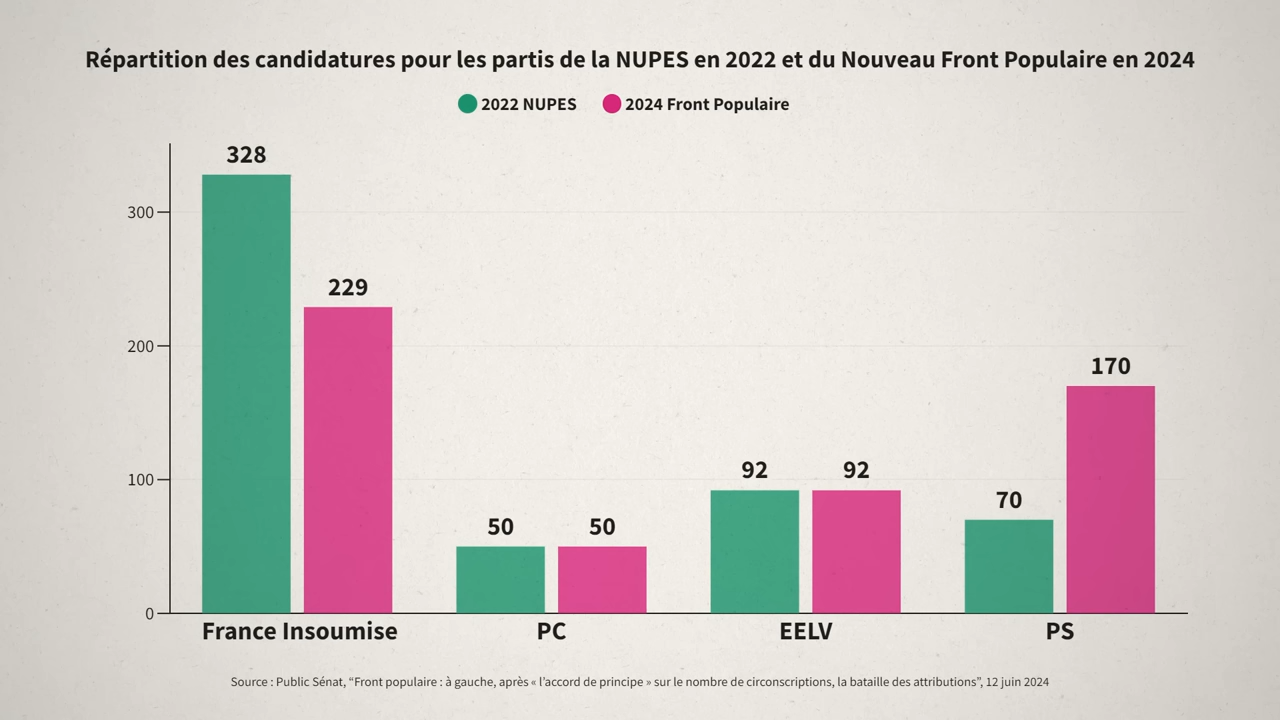 Répartition des candidatures pour les partis de la NUPES en 2022 et du Nouveau Front Populaire en 2024
2022 NUPES 2024 Front Populaire
328
300
229
200
170
100
92 92
70
50 50
0
France Insoumise PC EELV PS
Source : Public Sénat, “Front populaire : à gauche, après « l’accord de principe » sur le nombre de circonscriptions, la bataille des attributions”, 12 juin 2024